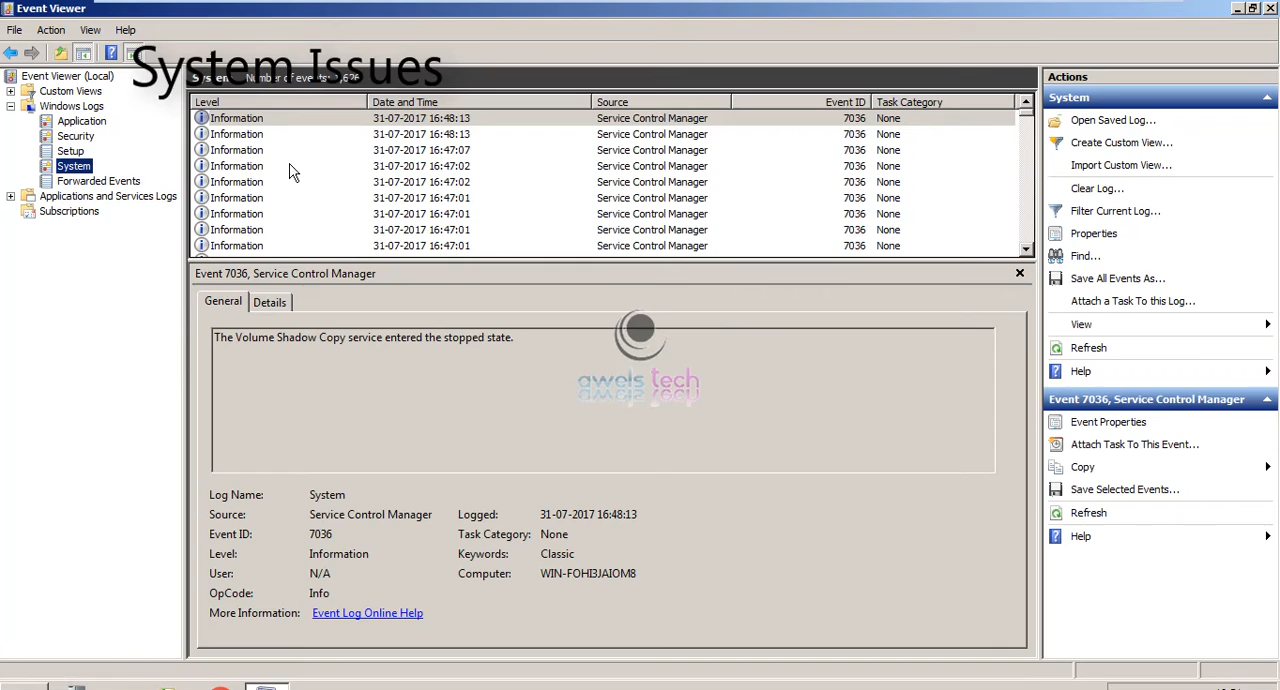 Event Viewer
File Action View Help
System Issues
Event Viewer (Local)
Custom Views
Windows Logs
Application
Security
Setup
System
Forwarded Events
Applications and Services Logs
Subscriptions
System Number of events:
Level Date and Time Source Event ID Task Category
Information 31-07-2017 16:48:13 Service Control Manager 7036 None
Information 31-07-2017 16:48:13 Service Control Manager 7036 None
Information 31-07-2017 16:47:07 Service Control Manager 7036 None
Information 31-07-2017 16:47:02 Service Control Manager 7036 None
Information 31-07-2017 16:47:02 Service Control Manager 7036 None
Information 31-07-2017 16:47:01 Service Control Manager 7036 None
Information 31-07-2017 16:47:01 Service Control Manager 7036 None
Information 31-07-2017 16:47:01 Service Control Manager 7036 None
Information 31-07-2017 16:47:01 Service Control Manager 7036 None
Event 7036, Service Control Manager
General Details
The Volume Shadow Copy service entered the stopped state.
awels tech
Log Name: System
Source: Service Control Manager Logged: 31-07-2017 16:48:13
Event ID: 7036 Task Category: None
Level: Information Keywords: Classic
User: N/A Computer: WIN-FOHI3JAIOM8
OpCode: Info
More Information: Event Log Online Help
Actions
System
Open Saved Log...
Create Custom View...
Import Custom View...
Clear Log...
Filter Current Log...
Properties
Find...
Save All Events As...
Attach a Task To this Log...
View
Refresh
Help
Event 7036, Service Control Manager
Event Properties
Attach Task To This Event...
Copy
Save Selected Events...
Refresh
Help